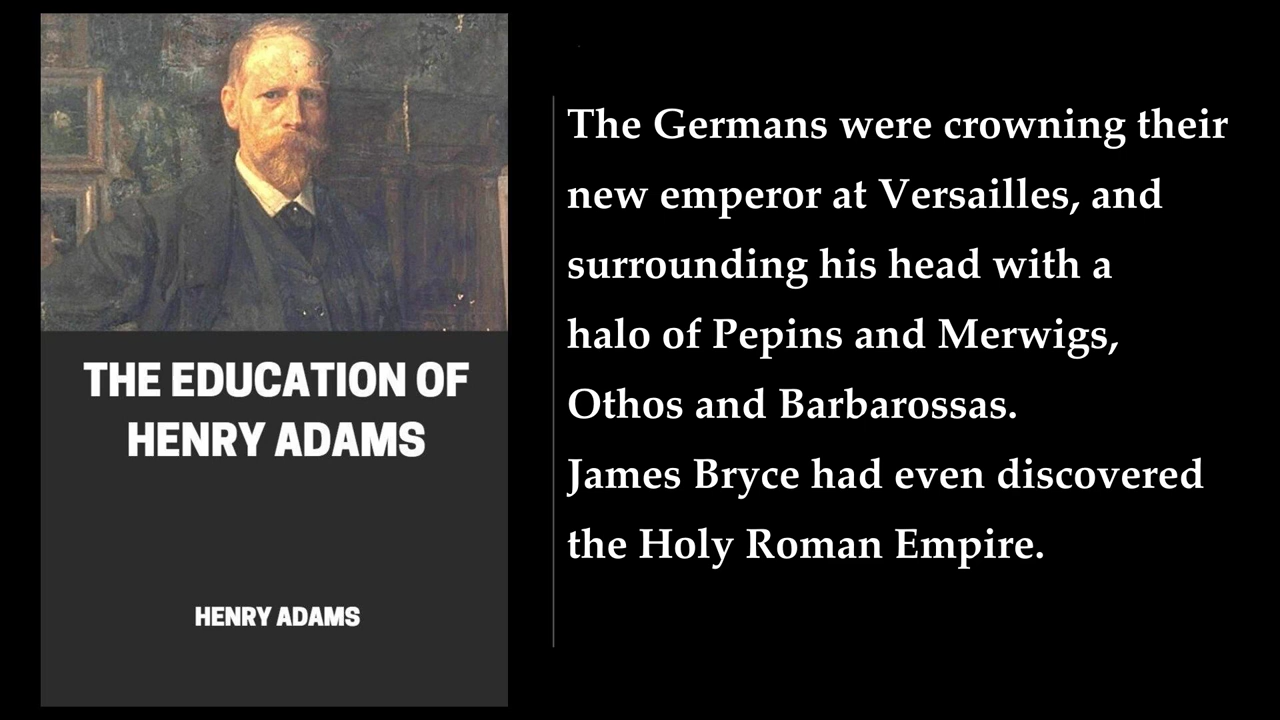 THE EDUCATION OF
HENRY ADAMS
HENRY ADAMS
The Germans were crowning their
new emperor at Versailles, and
surrounding his head with a
halo of Pepins and Merwigs,
Othos and Barbarossas.
James Bryce had even discovered
the Holy Roman Empire.